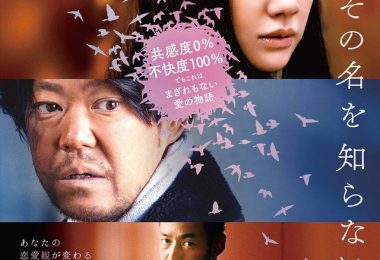 その名を知らない
共感度0%
不快度100%
でもこれは
まぎれもない
愛の物語
あなたの
恋愛観が変わる